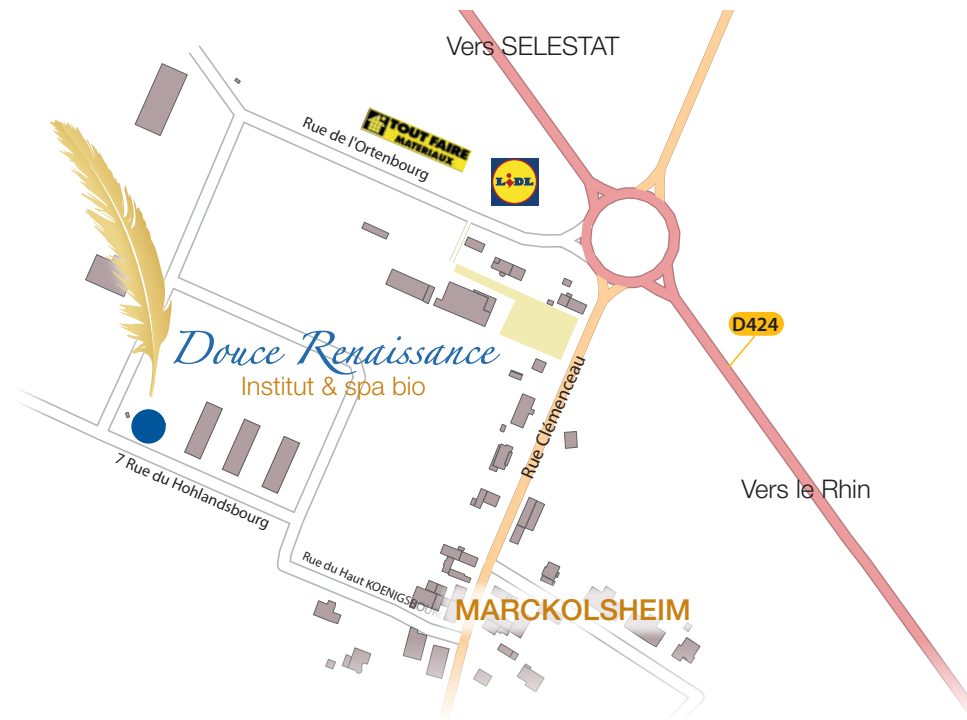 Vers SELESTAT
TOUT FAIRE
MATERIAUX
Rue de l'Ortenbourg
LIDL
D424
Douce Renaissance
Institut & spa bio
Rue Clémenceau
7 Rue du Hohlandsbourg
Vers le Rhin
Rue du Haut KOENIGSBOURG
MARCKOLSHEIM